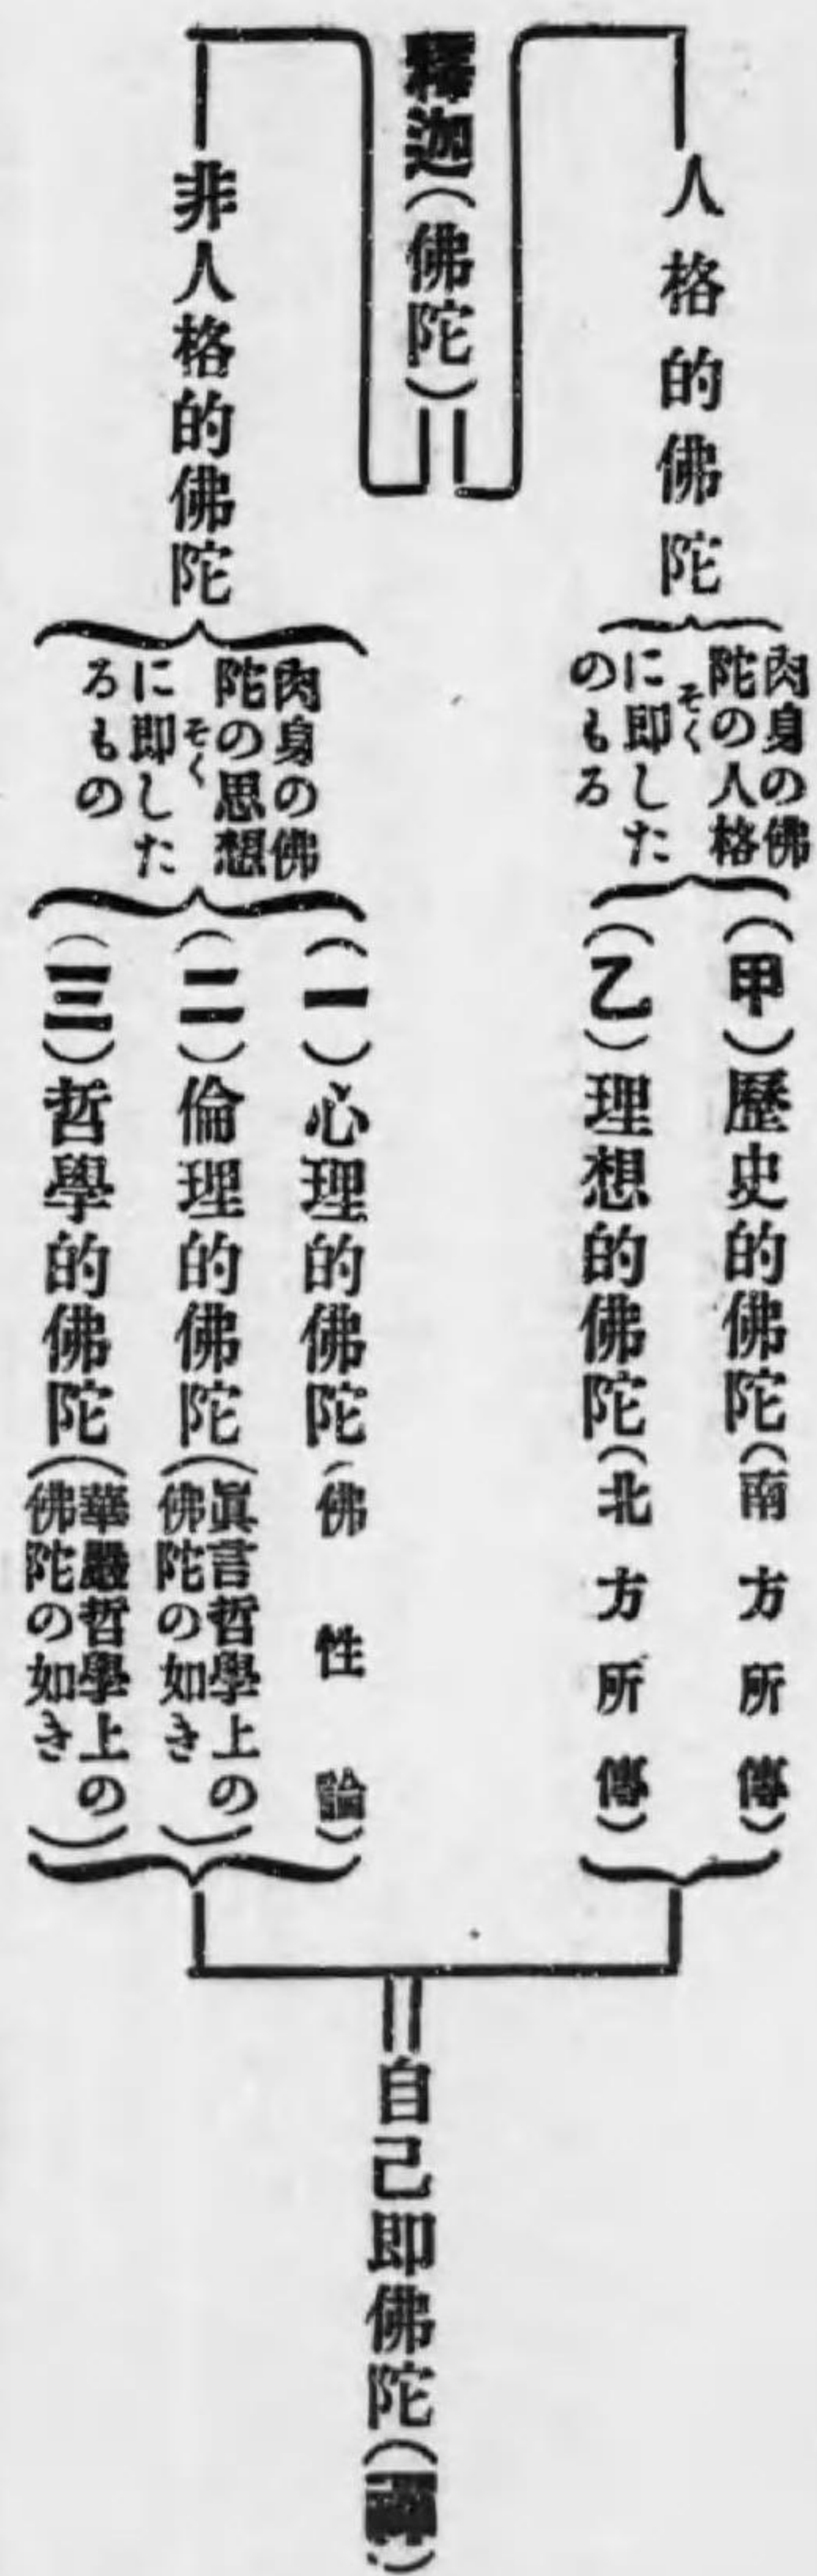 釋迦(佛陀)
人格的佛陀
肉身の佛
陀の人格
そく
に即した
のもる
(甲)歷史的佛陀(南方所傳)
(乙)理想的佛陀(北方所傳)
非人格的佛陀
肉身の佛
陀の思想
そく
に即した
るもの
(一)心理的佛陀(佛性論)
(二)倫理的佛陀(眞言哲學上の
佛陀の如き)
(三)哲學的佛陀(華嚴哲學上の
佛陀の如き)
自己即佛陀(禪)